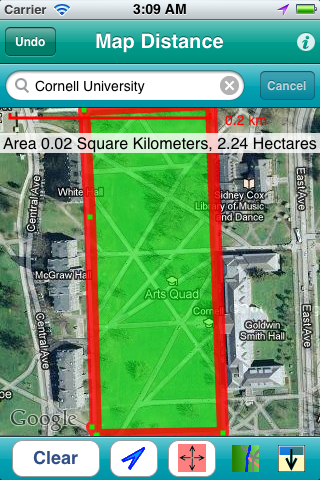 Carrier 3:09 AM
Undo Map Distance
Cornell University Cancel
0.2 km
Area 0.02 Square Kilometers, 2.24 Hectares
White Hall
Sidney Cox
Library of Music
and Dance
Central Ave
East Ave
McGraw Hall
Arts Quad
Cornell
Goldwin
Smith Hall
Central Ave
East Ave
Google
Clear